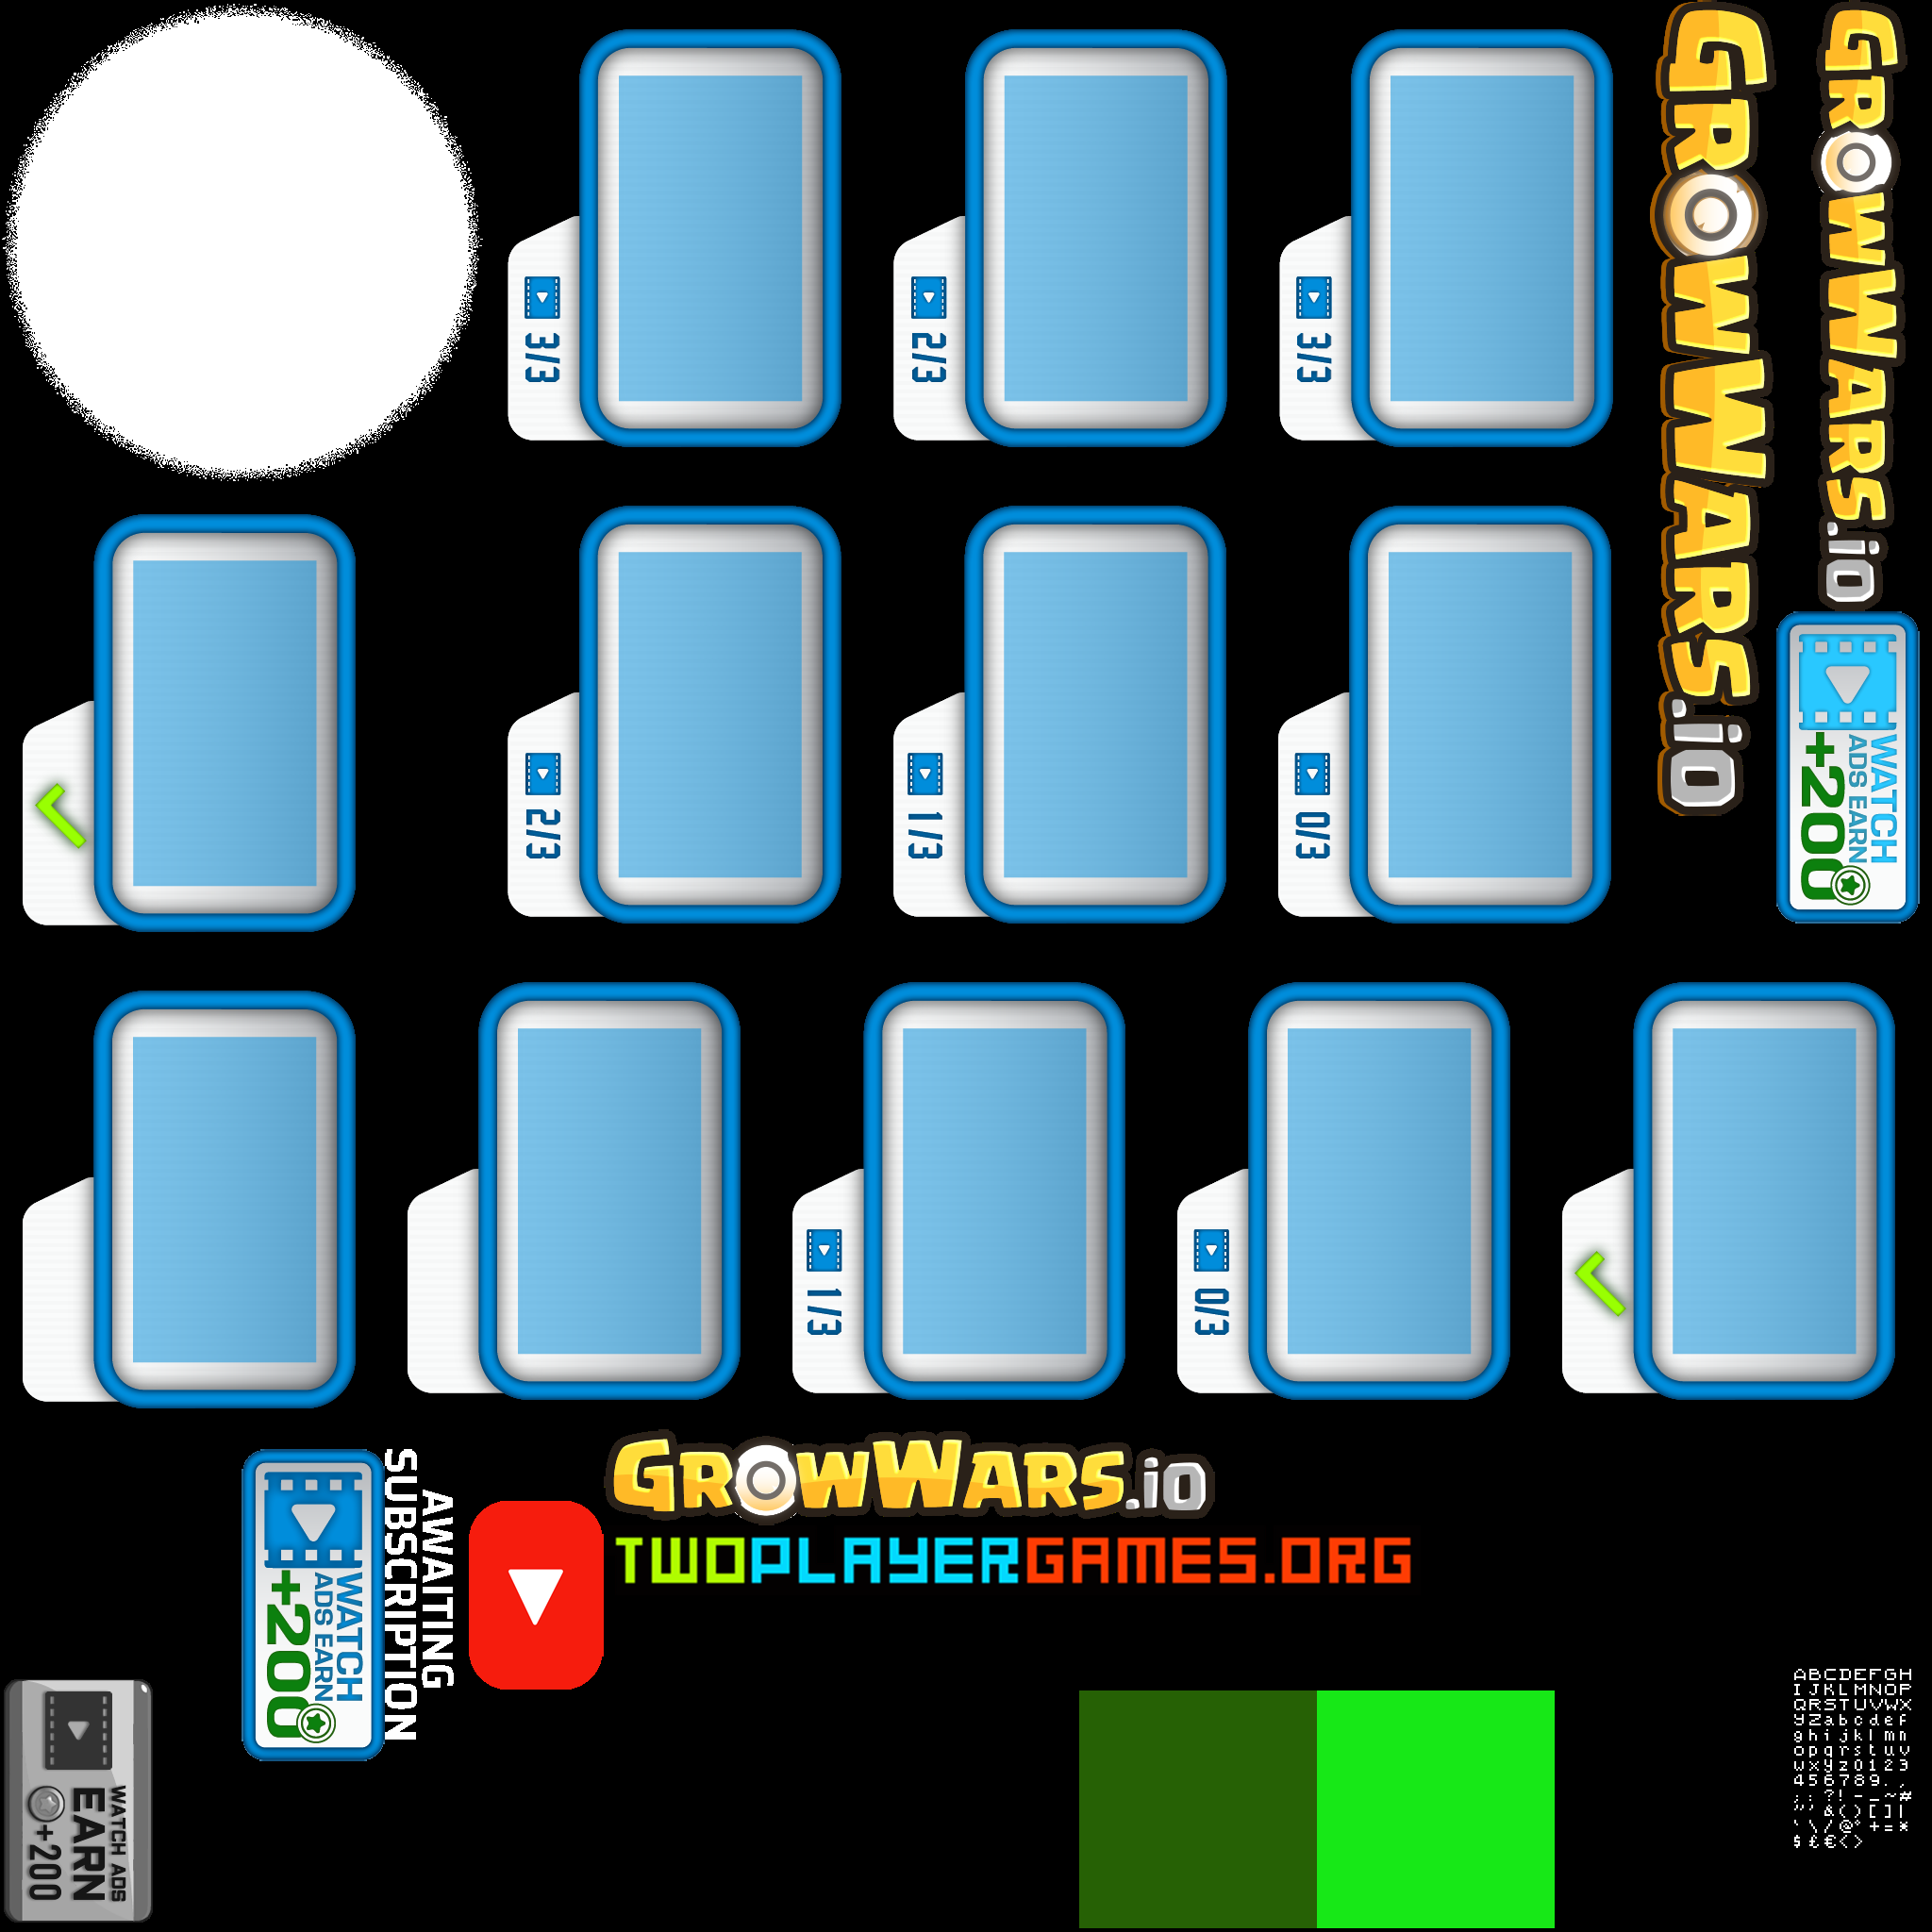 GROWWARS.io
GROWWARS.io
3/3
2/3
3/3
2/3
1/3
0/3
WATCH
ADS EARN
+200
1/3
0/3
GROWWARS.io
TWOPLAYERGAMES.ORG
AWAITING
SUBSCRIPTION
WATCH
ADS EARN
+200
WATCH ADS
EARN
+200
ABCDEFGH
IJKLMNOP
QRSTUVWX
YZabcdef
ghijklmn
opqrstuv
wxyz0123
456789.,
;:?!-_~#
"'&()[]|
`\/@°+=*
$£€<>